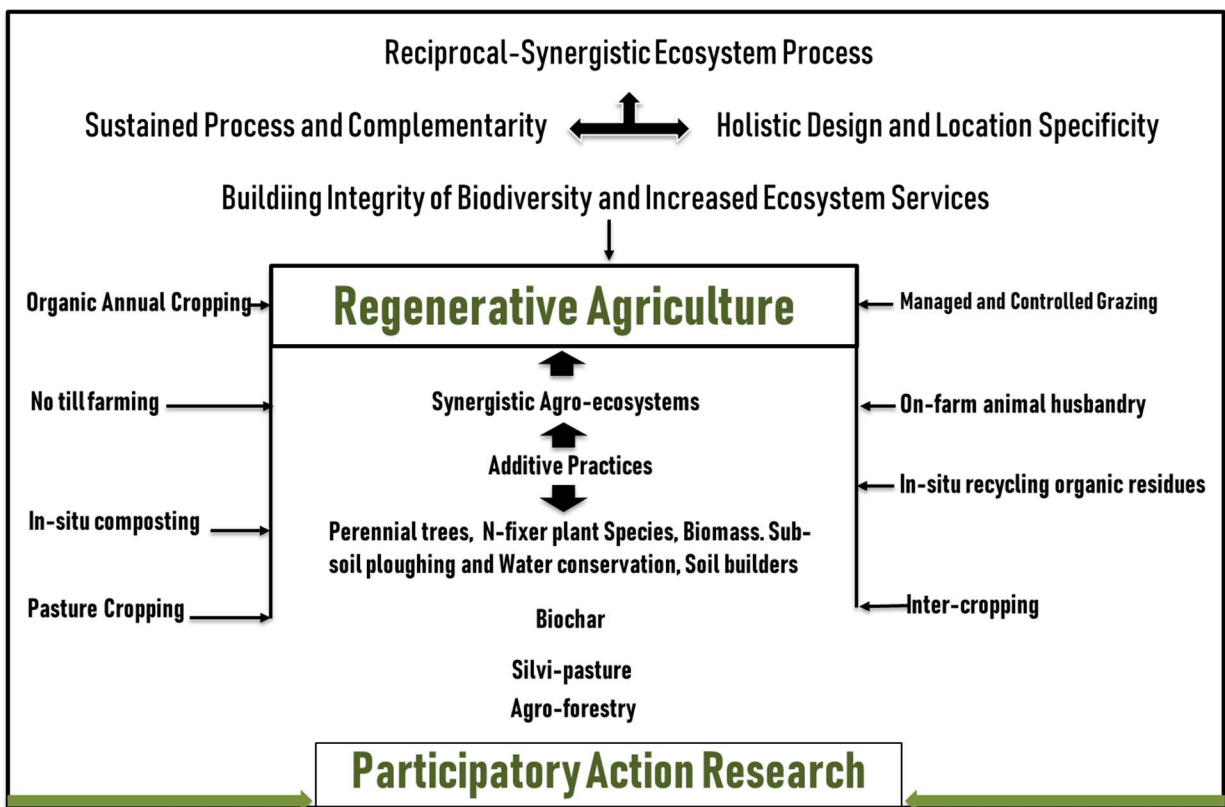 Reciprocal-Synergistic Ecosystem Process
Sustained Process and Complementarity
Holistic Design and Location Specificity
Buildiing Integrity of Biodiversity and Increased Ecosystem Services
Regenerative Agriculture
Organic Annual Cropping
Managed and Controlled Grazing
No till farming
Synergistic Agro-ecosystems
On-farm animal husbandry
Additive Practices
In-situ recycling organic residues
In-situ composting
Perennial trees, N-fixer plant Species, Biomass. Sub-
soil ploughing and Water conservation, Soil builders
Pasture Cropping
Inter-cropping
Biochar
Silvi-pasture
Agro-forestry
Participatory Action Research